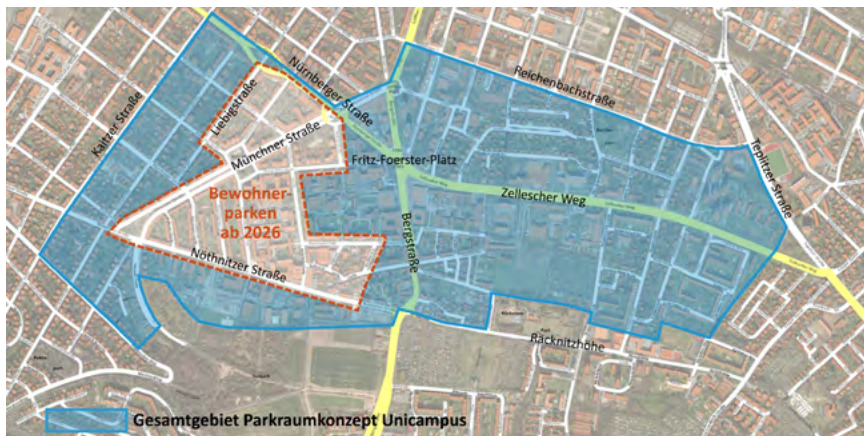 Nürnberger Straße
Reichenbachstraße
Liebigstraße
Kaitzer Straße
Münchner Straße
Fritz-Foerster-Platz
Teplitzer Straße
Zellescher Weg
Bewohner-
parken
ab 2026
Bergstraße
Nöthnitzer Straße
Räcknitzhöhe
Gesamtgebiet Parkraumkonzept Unicampus